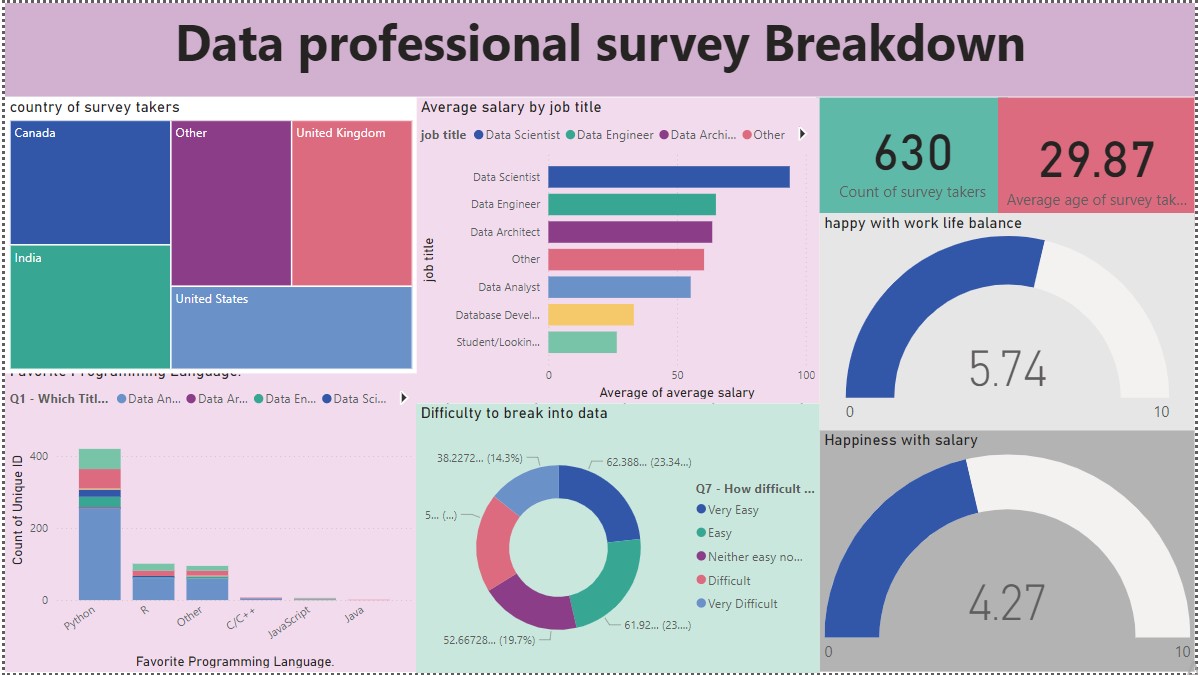 Data professional survey Breakdown
country of survey takers
Canada
Other
United Kingdom
India
United States
Average salary by job title
job title Data Scientist Data Engineer Data Archi... Other
job title
Data Scientist
Data Engineer
Data Architect
Other
Data Analyst
Database Devel...
Student/Lookin...
0 50 100
Average of average salary
630
Count of survey takers
29.87
Average age of survey tak...
happy with work life balance
5.74
0 10
Favorite Programming Language.
Q1 - Which Titl... Data An... Data Ar... Data En... Data Sci...
Count of Unique ID
400
200
0
Python R Other C/C++ JavaScript Java
Favorite Programming Language.
Difficulty to break into data
38.2272... (14.3%)
62.388... (23.34...)
5... (...)
61.92... (23....)
52.66728... (19.7%)
Q7 - How difficult ...
Very Easy
Easy
Neither easy no...
Difficult
Very Difficult
Happiness with salary
4.27
0 10